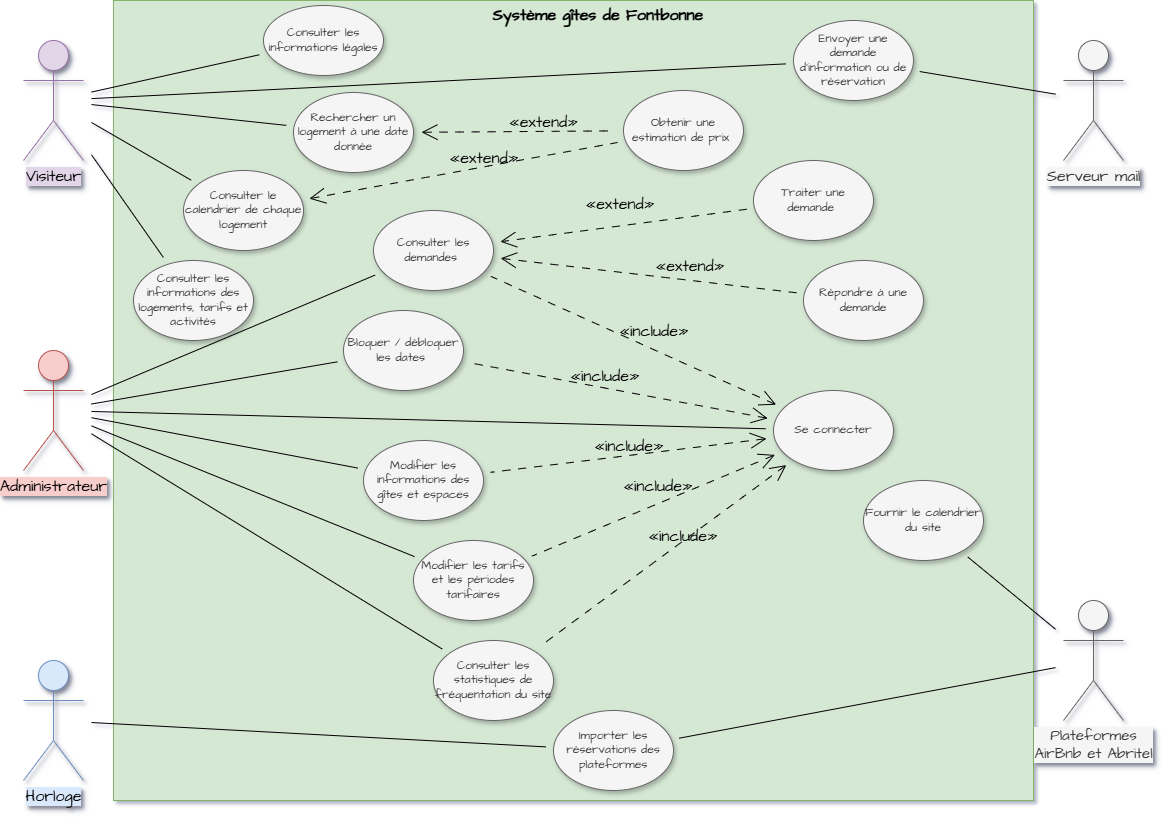 Système gîtes de Fontbonne
Consulter les
informations légales
Envoyer une
demande
d'information ou de
réservation
Visiteur
Serveur mail
Rechercher un
logement à une date
donnée
«extend»
Obtenir une
estimation de prix
«extend»
Consulter le
calendrier de chaque
logement
Traiter une
demande
«extend»
Consulter les
demandes
«extend»
Répondre à une
demande
Consulter les
informations des
logements, tarifs et
activités
«include»
Bloquer / débloquer
les dates
«include»
Se connecter
Administrateur
«include»
Modifier les
informations des
gîtes et espaces
«include»
Fournir le calendrier
du site
«include»
Modifier les tarifs
et les périodes
tarifaires
Consulter les
statistiques de
fréquentation du site
Importer les
réservations des
plateformes
Plateformes
AirBnb et Abritel
Horloge